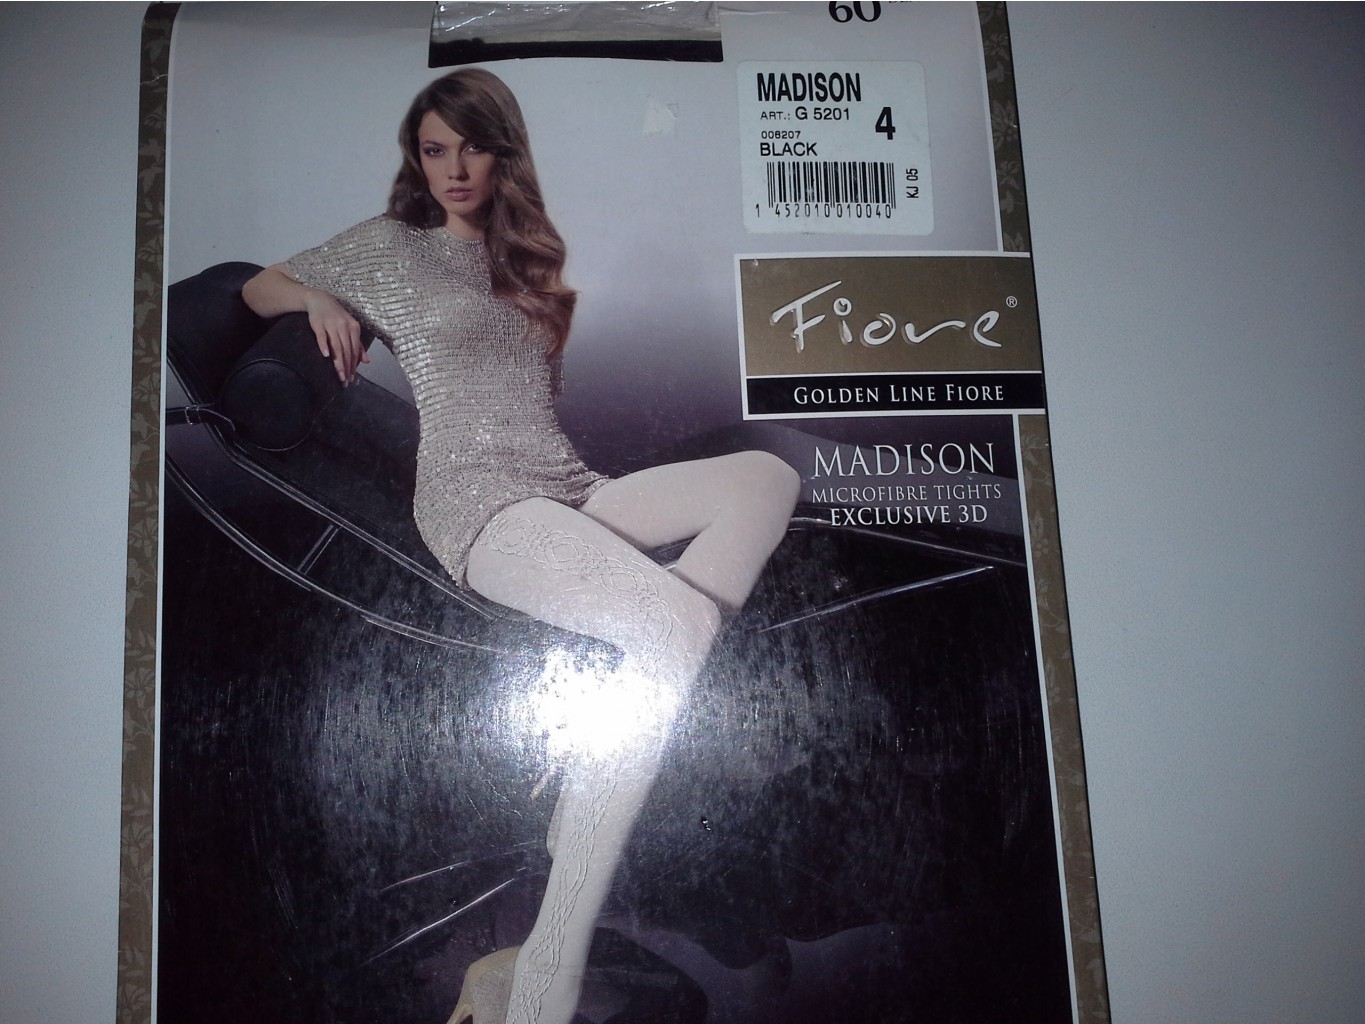 60
MADISON
ART.: G 5201
4
008207
BLACK
KJ 05
1 452010 010040
Fiore®
GOLDEN LINE FIORE
MADISON
MICROFIBRE TIGHTS
EXCLUSIVE 3D